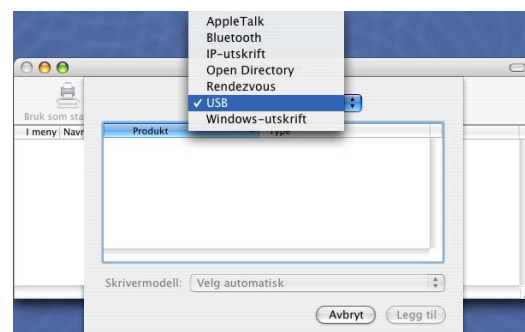 AppleTalk
Bluetooth
IP-utskrift
Open Directory
Rendezvous
✓ USB
Windows-utskrift
Bruk som sta
I meny Navr
Produkt Type
Skrivermodell: Velg automatisk
Avbryt Legg til